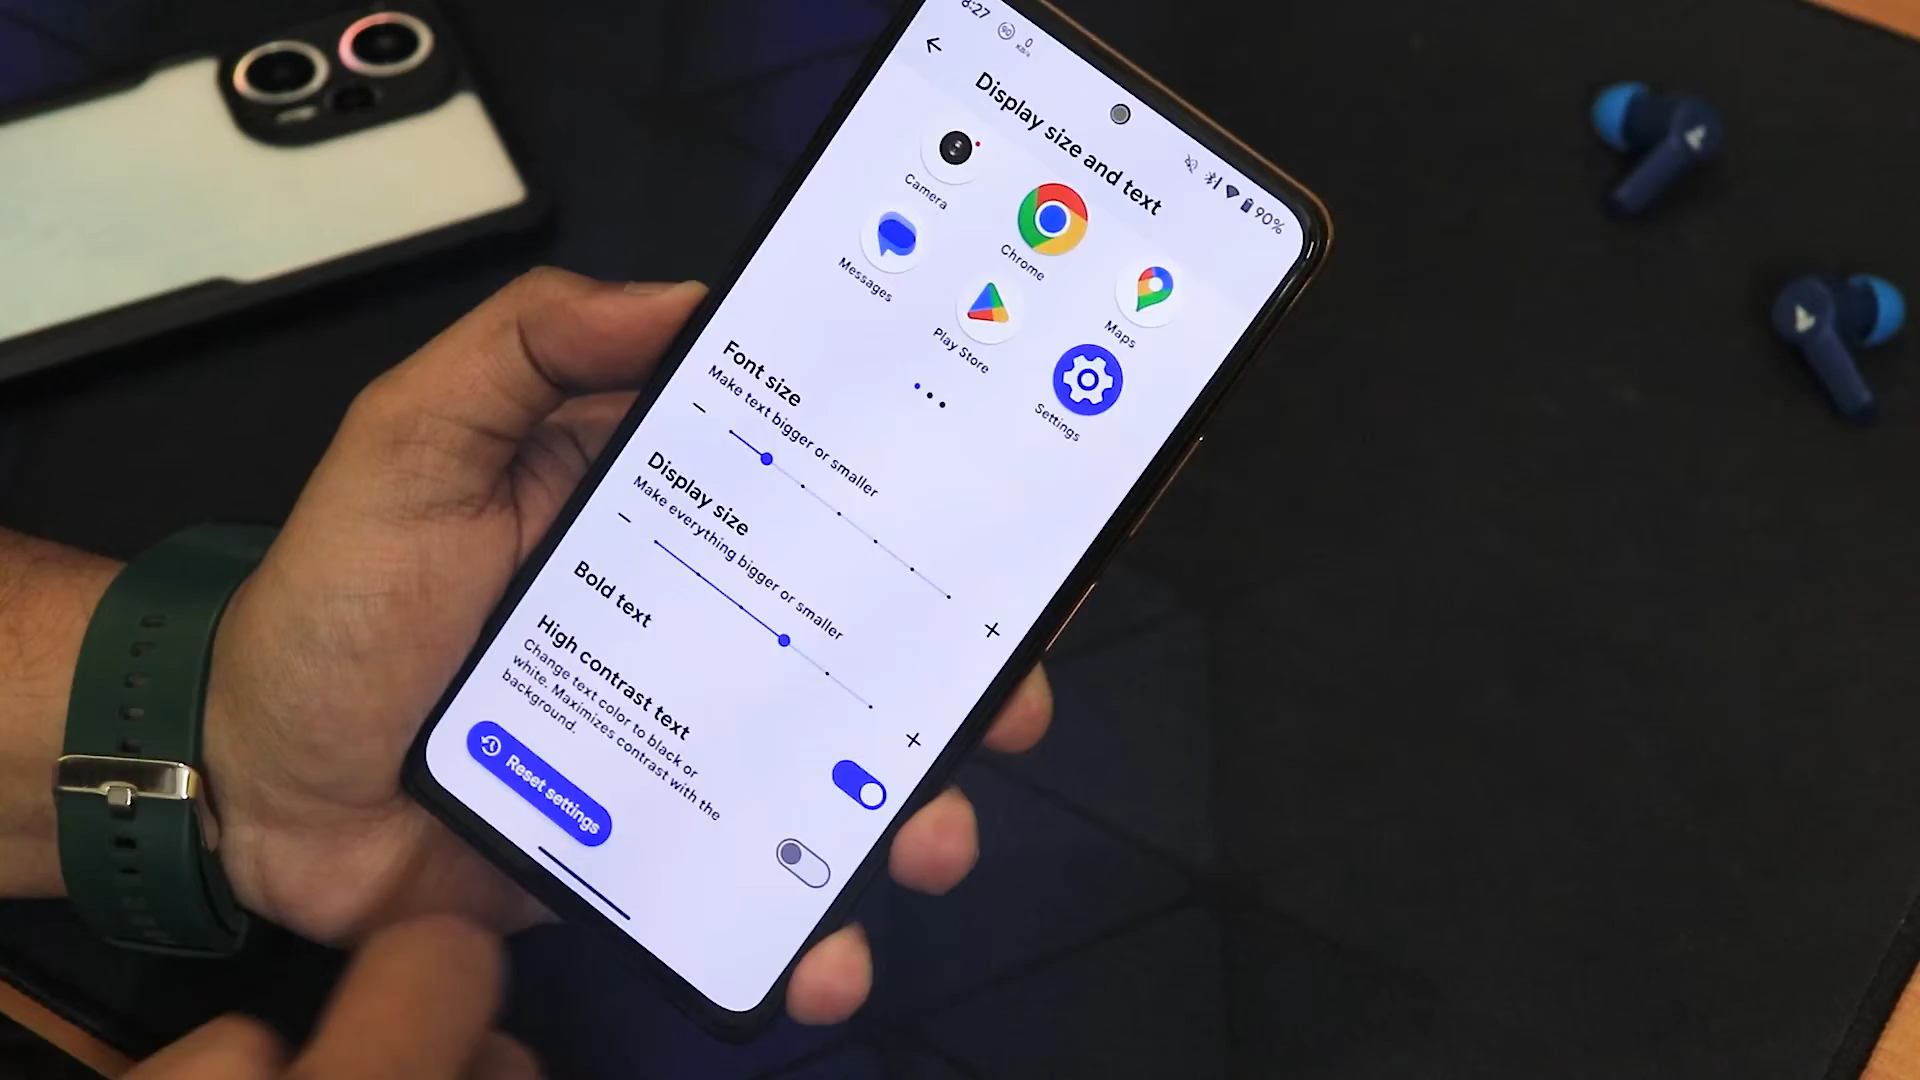 8:27
90
0
KB/s
90%
Display size and text
Camera
Chrome
Maps
Messages
Play Store
Settings
Font size
Make text bigger or smaller
Display size
Make everything bigger or smaller
Bold text
High contrast text
Change text color to black or
white. Maximizes contrast with the
background.
Reset settings